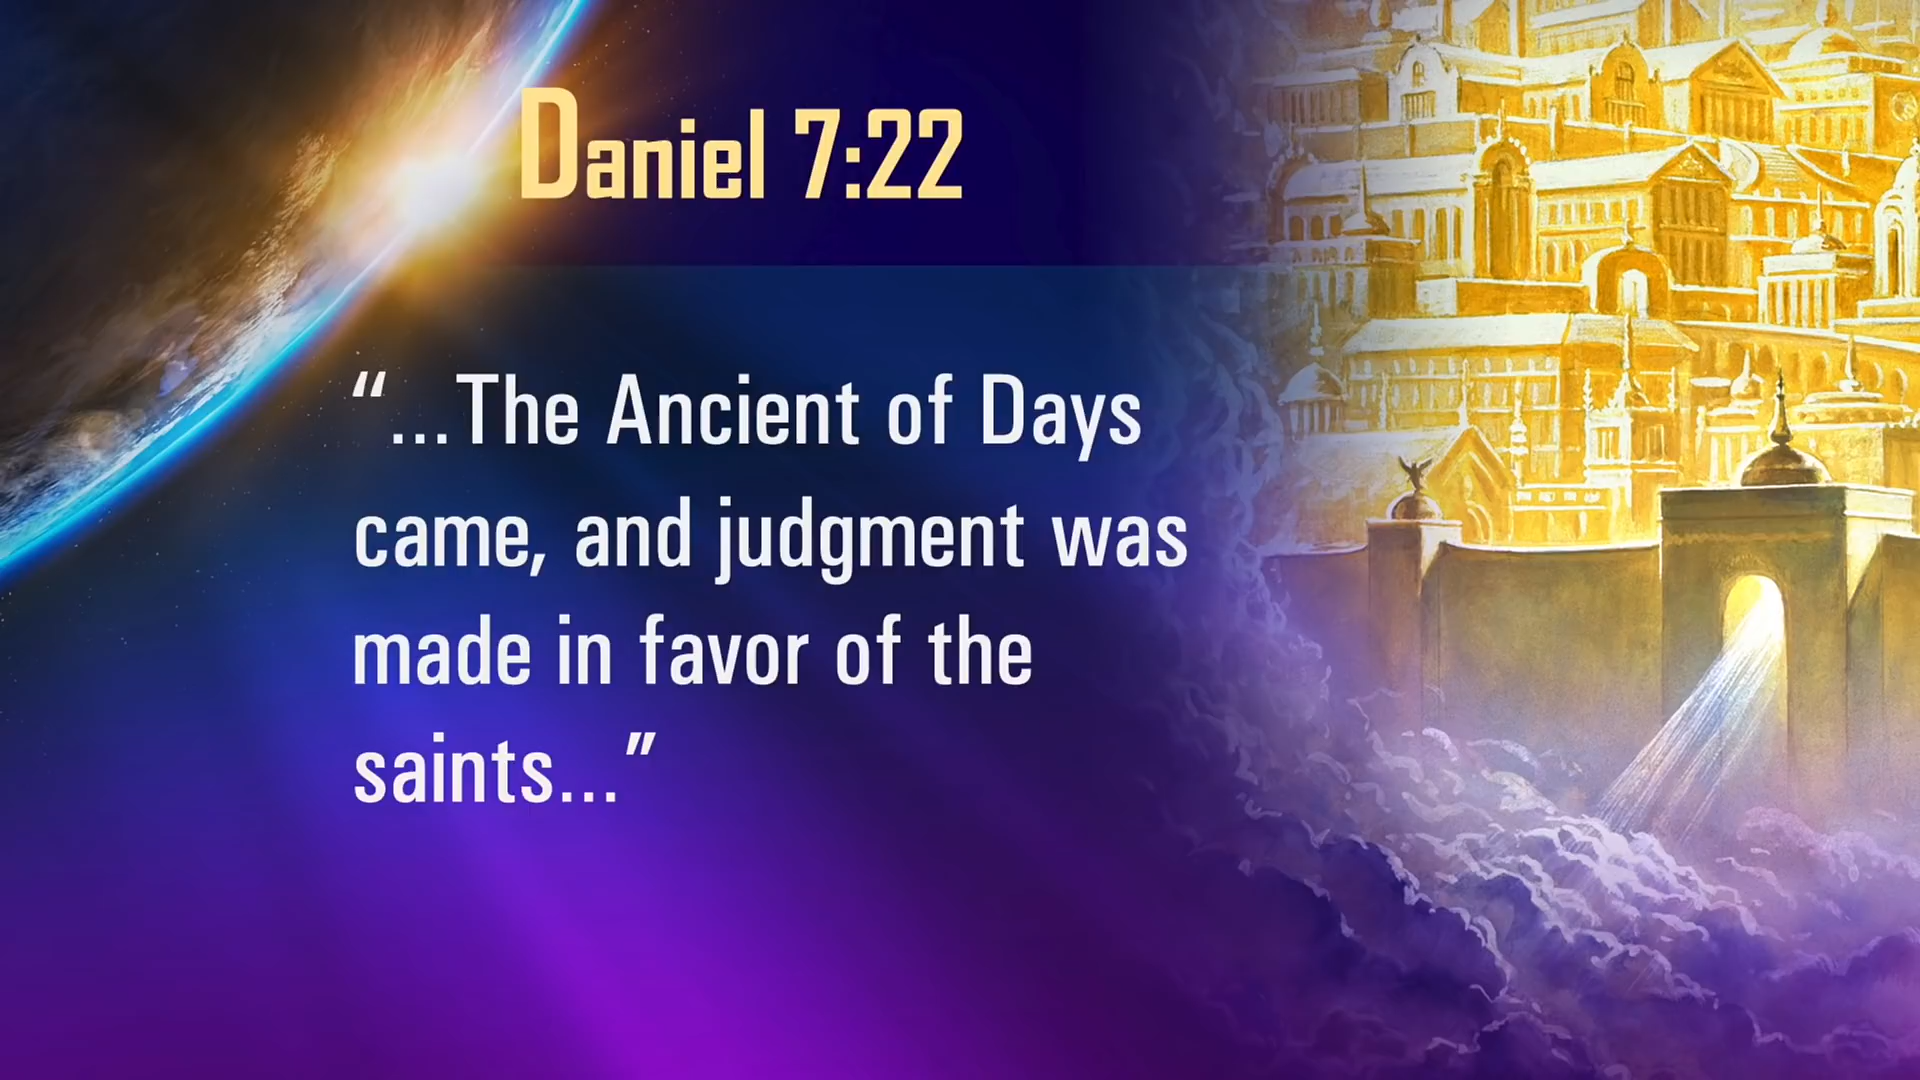 Daniel 7:22
“...The Ancient of Days
came, and judgment was
made in favor of the
saints...”